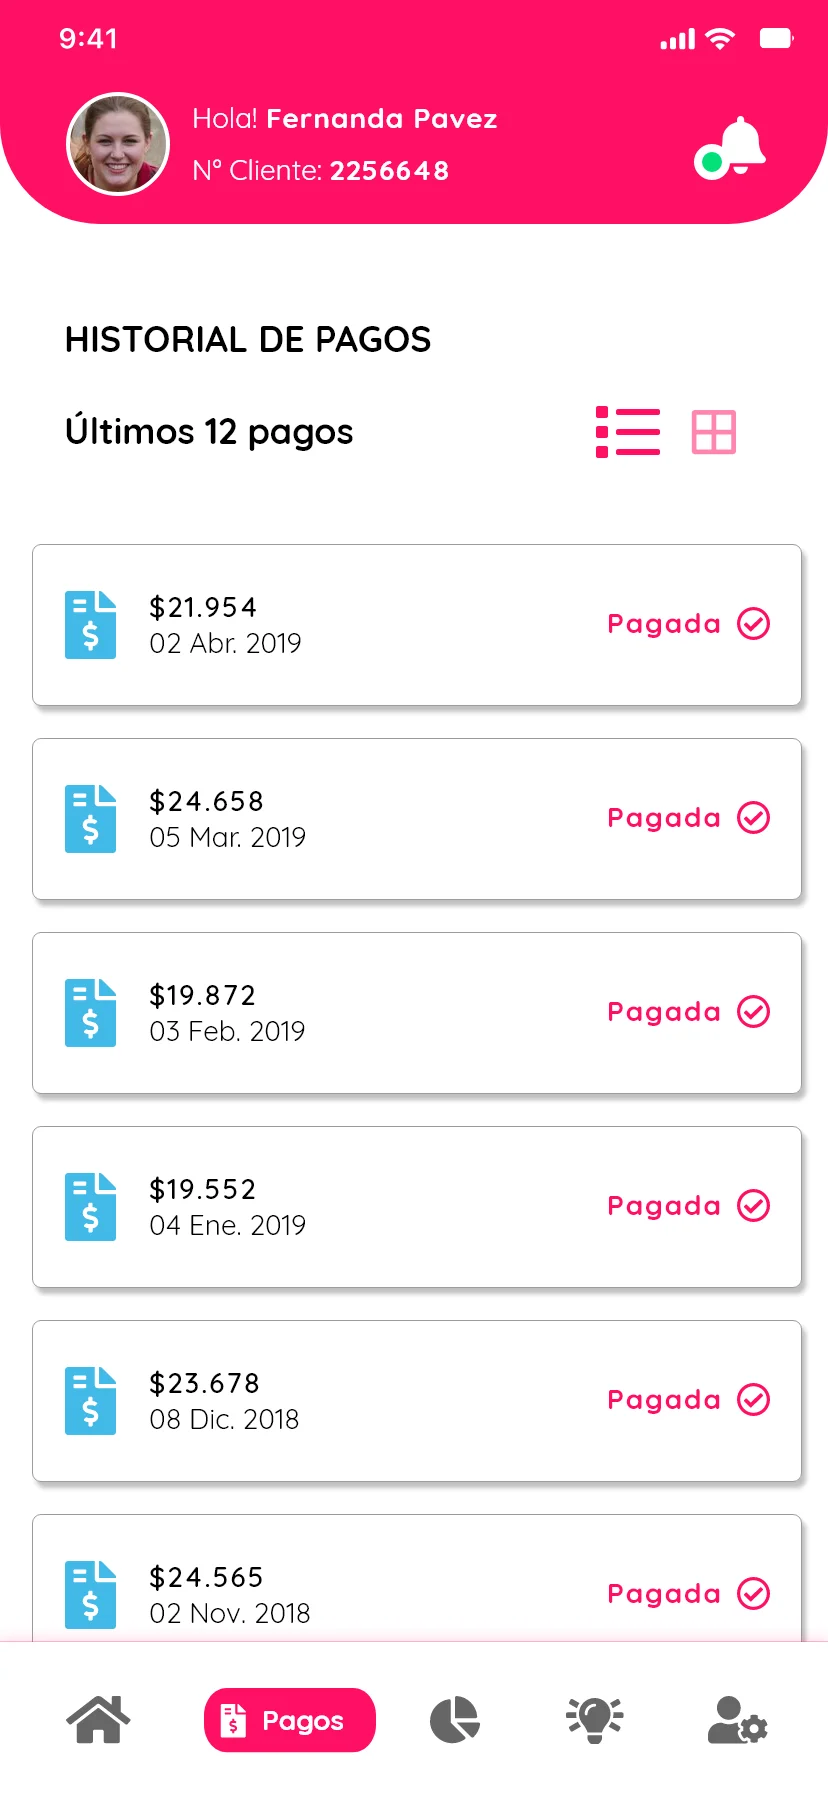 9:41
Hola! Fernanda Pavez
N° Cliente: 2256648
HISTORIAL DE PAGOS
Últimos 12 pagos
$21.954
02 Abr. 2019
Pagada
$24.658
05 Mar. 2019
Pagada
$19.872
03 Feb. 2019
Pagada
$19.552
04 Ene. 2019
Pagada
$23.678
08 Dic. 2018
Pagada
$24.565
02 Nov. 2018
Pagada
Pagos